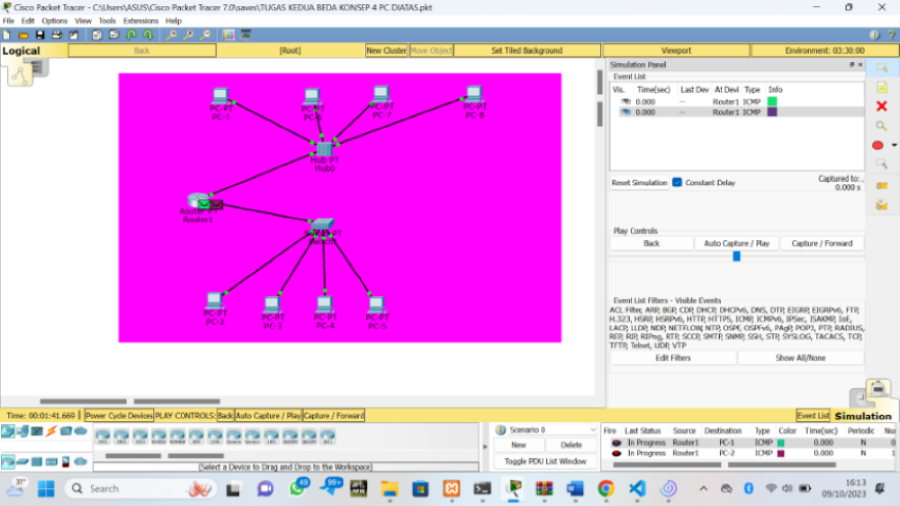 Cisco Packet Tracer - C:\Users\ASUS\Cisco Packet Tracer 7.0\saves\TUGAS KEDUA BEDA KONSEP 4 PC DIATAS.pkt
File Edit Options View Tools Extensions Help
Logical Back [Root] New Cluster Move Object Set Tiled Background Viewport Environment: 03:30:00
Simulation Panel
Event List
Vis. Time(sec) Last Dev At Devi Type Info
0.000 -- Router1 ICMP
0.000 -- Router1 ICMP
Reset Simulation Constant Delay Captured to:..
0.000 s
Play Controls
Back Auto Capture / Play Capture / Forward
Event List Filters - Visible Events
ACL Filter, ARP, BGP, CDP, DHCP, DHCPv6, DNS, DTP, EIGRP, EIGRPv6, FTP,
H.323, HSRP, HSRPv6, HTTP, HTTPS, ICMP, ICMPv6, IPSec, ISAKMP, IoE,
LACP, LLDP, NDP, NETFLOW, NTP, OSPF, OSPFv6, PAgP, POP3, PTP, RADIUS,
REP, RIP, RIPng, RTP, SCCP, SMTP, SNMP, SSH, STP, SYSLOG, TACACS, TCP,
TFTP, Telnet, UDP, VTP
Edit Filters Show All/None
PC-PT
PC-1
PC-PT
PC-PT
PC-7
PC-PT
PC-8
Hub-PT
Hub0
Router1
PC-PT
PC-2
PC-PT
PC-3
PC-PT
PC-4
PC-PT
PC-5
Time: 00:01:41.669 Power Cycle Devices PLAY CONTROLS: Back Auto Capture / Play Capture / Forward Event List Simulation
Scenario 0
New Delete
Toggle PDU List Window
Fire Last Status Source Destination Type Color Time(sec) Periodic Nu
In Progress Router1 PC-1 ICMP 0.000 N 0
In Progress Router1 PC-2 ICMP 0.000 N 1
(Select a Device to Drag and Drop to the Workspace)
Search
49
99+
16:13
09/10/2023